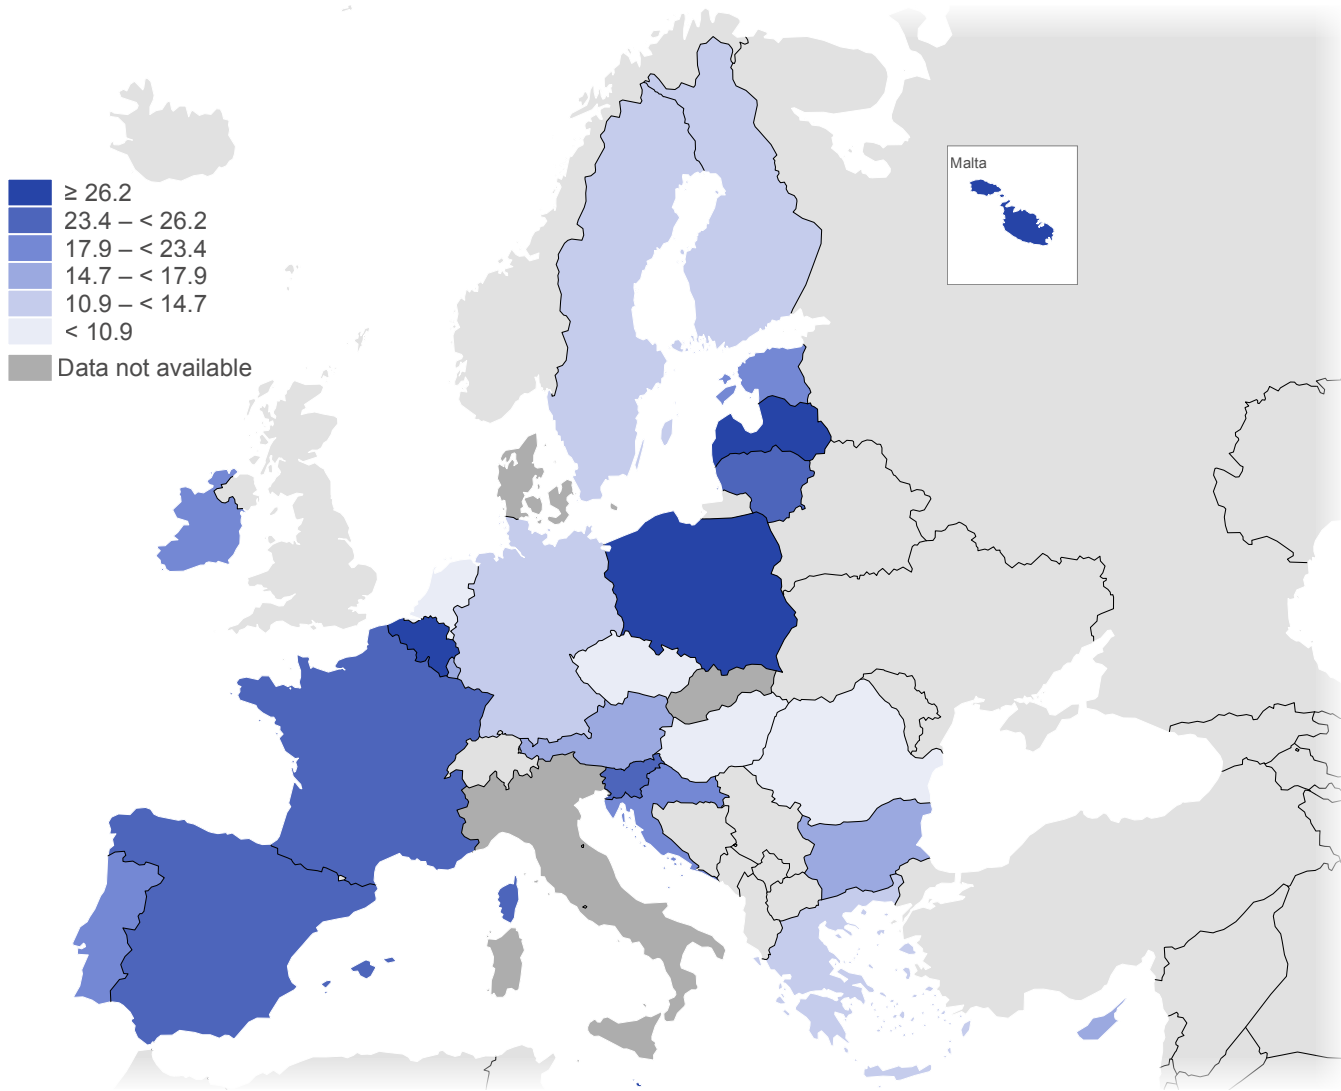 ≥ 26.2
23.4 – < 26.2
17.9 – < 23.4
14.7 – < 17.9
10.9 – < 14.7
< 10.9
Data not available
Malta